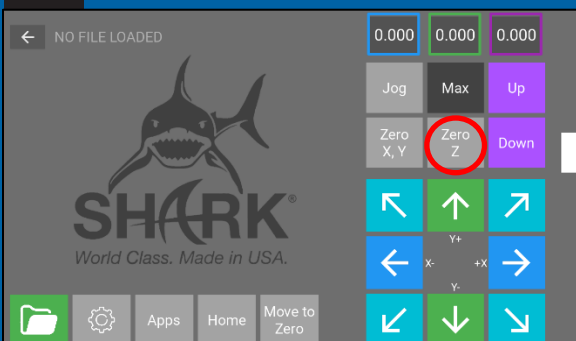 NO FILE LOADED
0.000 0.000 0.000
Jog Max Up
Zero X, Y
Zero Z
Down
SHARK®
World Class. Made in USA.
Y+
X- +X
Y-
Apps Home Move to Zero